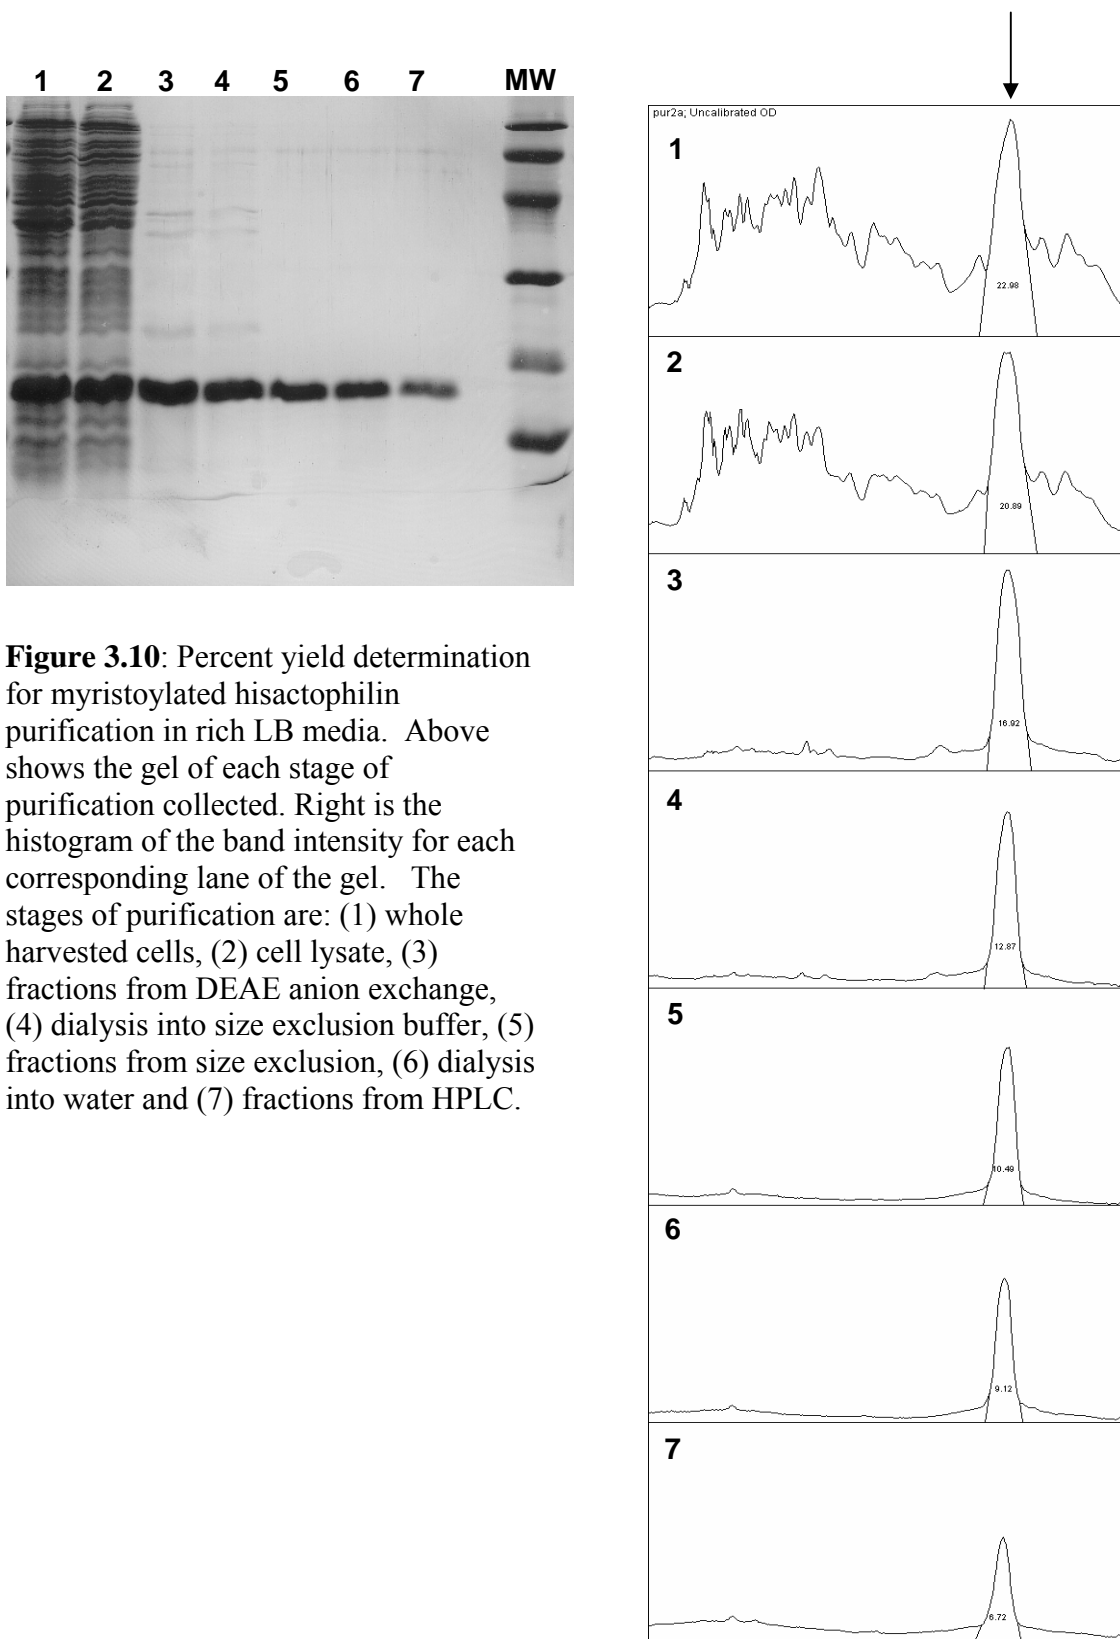 1 2 3 4 5 6 7 MW
Figure 3.10: Percent yield determination
for myristoylated hisactophilin
purification in rich LB media. Above
shows the gel of each stage of
purification collected. Right is the
histogram of the band intensity for each
corresponding lane of the gel. The
stages of purification are: (1) whole
harvested cells, (2) cell lysate, (3)
fractions from DEAE anion exchange,
(4) dialysis into size exclusion buffer, (5)
fractions from size exclusion, (6) dialysis
into water and (7) fractions from HPLC.
pur2a; Uncalibrated OD
1
22.98
2
20.89
3
16.92
4
12.87
5
10.49
6
9.12
7
6.72